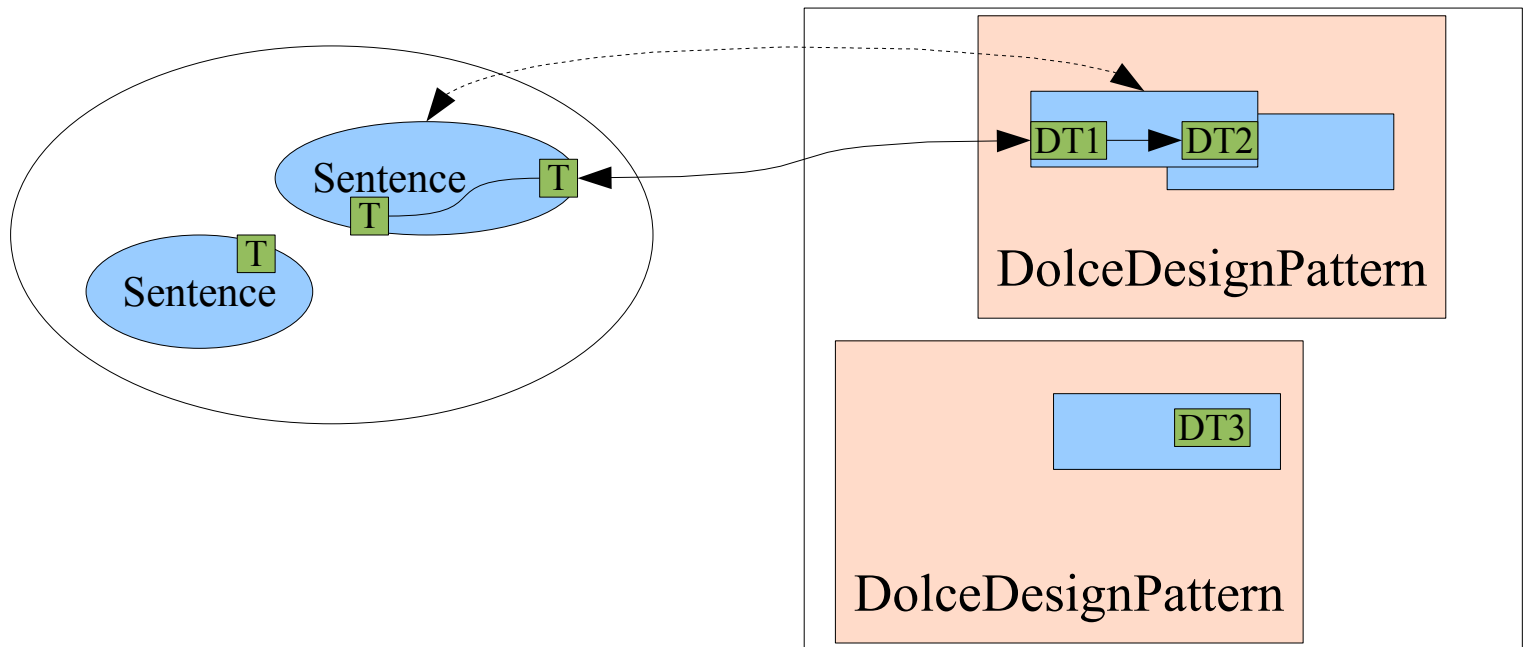 Sentence
T
T
T
Sentence
DT1
DT2
DolceDesignPattern
DT3
DolceDesignPattern